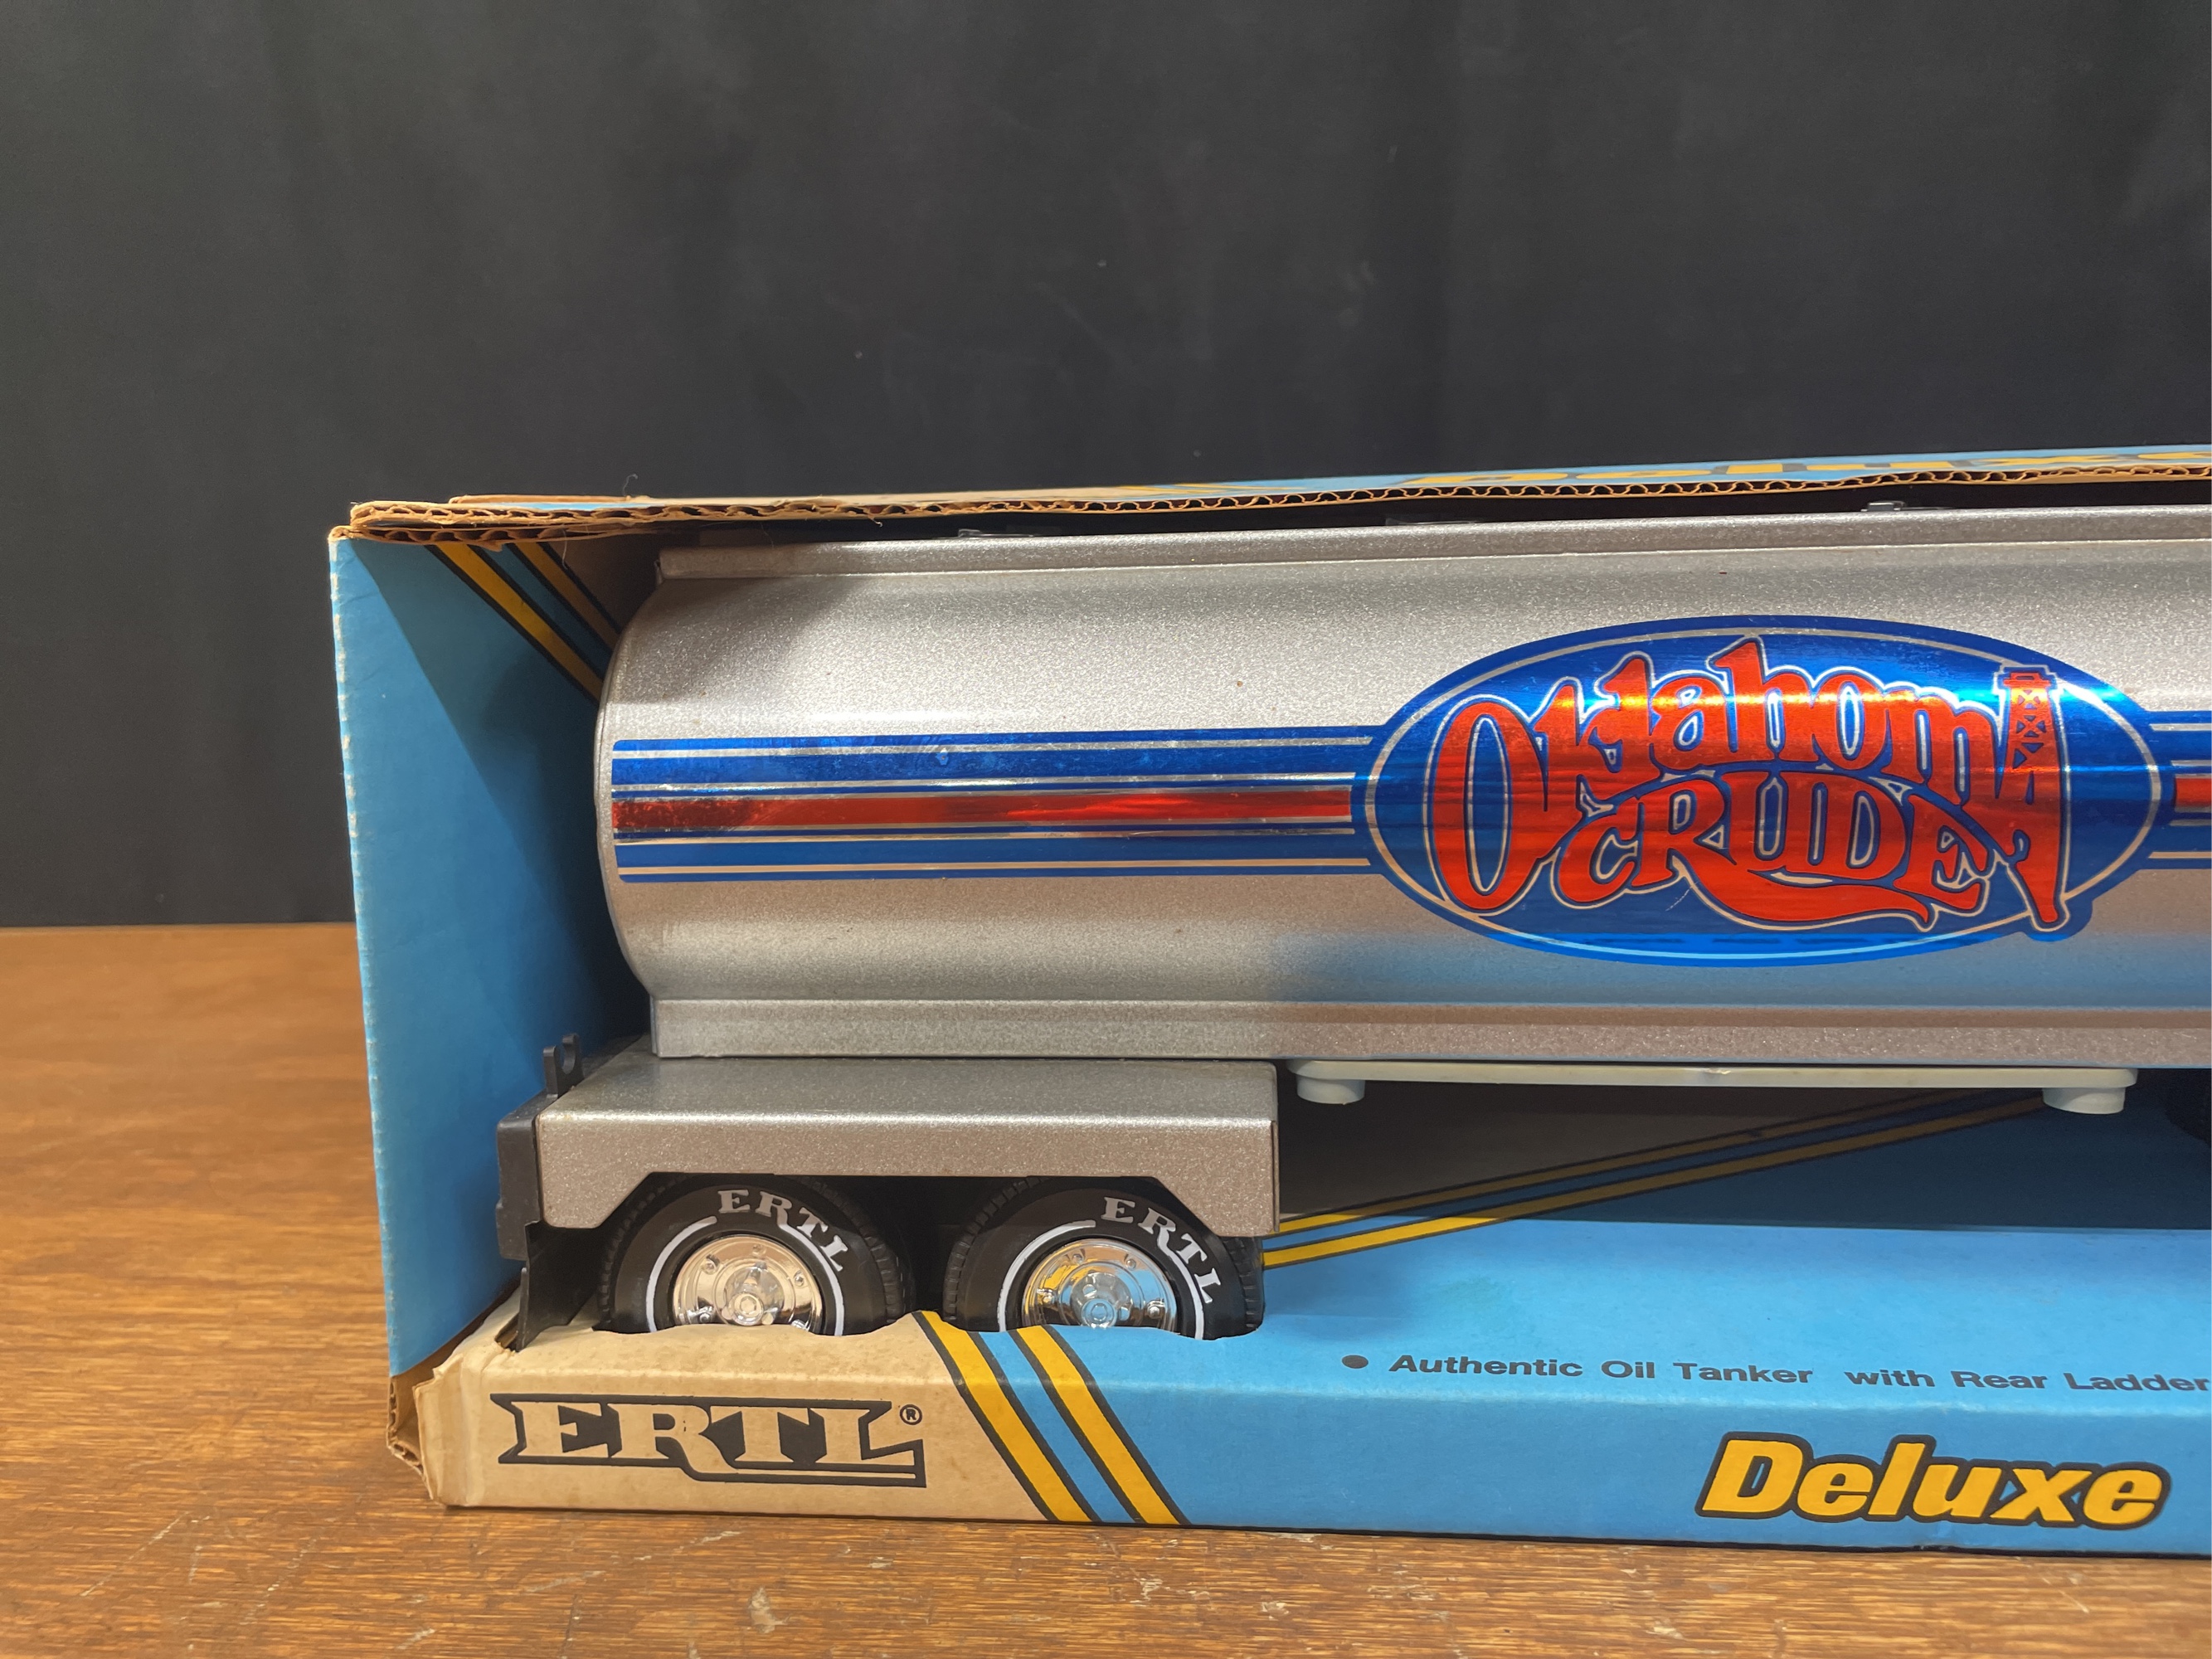 Oklahoma
CRUDE
ERTL
ERTL
• Authentic Oil Tanker with Rear Ladder
ERTL®
Deluxe